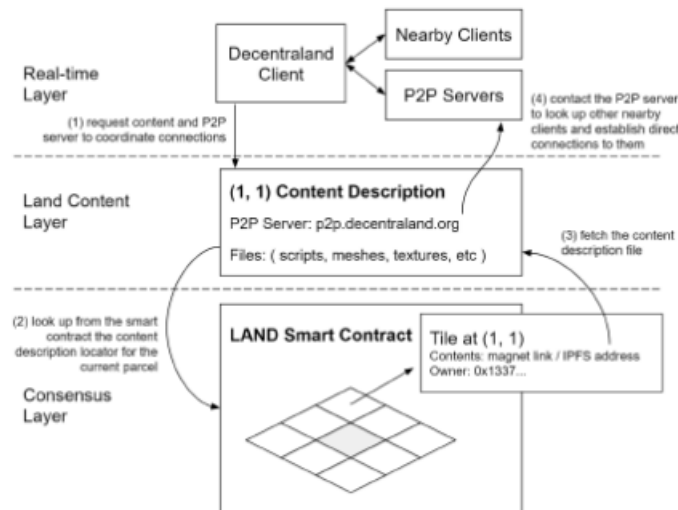 Decentraland
Client
Nearby Clients
P2P Servers
Real-time
Layer
(1) request content and P2P
server to coordinate connections
(4) contact the P2P server
to look up other nearby
clients and establish direct
connections to them
Land Content
Layer
(1, 1) Content Description
P2P Server: p2p.decentraland.org
Files: ( scripts, meshes, textures, etc )
(3) fetch the content
description file
(2) look up from the smart
contract the content
description locator for the
current parcel
Consensus
Layer
LAND Smart Contract
Tile at (1, 1)
Contents: magnet link / IPFS address
Owner: 0x1337...